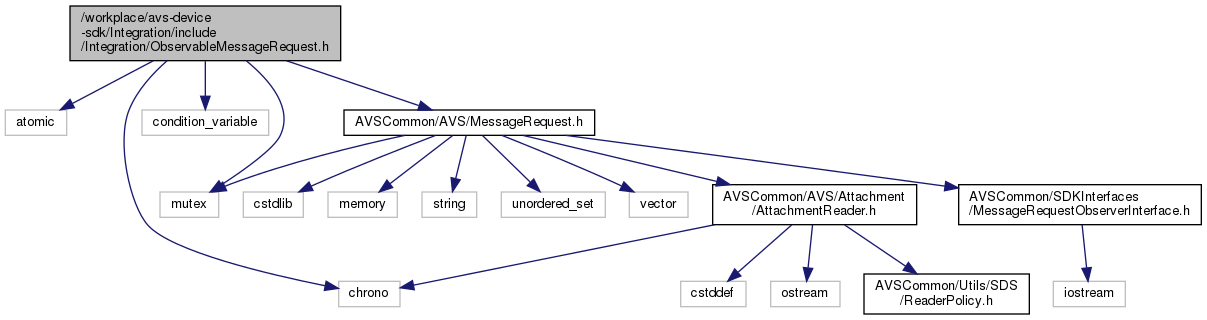 /workplace/avs-device
-sdk/Integration/include
/Integration/ObservableMessageRequest.h
atomic
condition_variable
AVSCommon/AVS/MessageRequest.h
mutex
cstdlib
memory
string
unordered_set
vector
AVSCommon/AVS/Attachment
/AttachmentReader.h
AVSCommon/SDKInterfaces
/MessageRequestObserverInterface.h
chrono
cstddef
ostream
AVSCommon/Utils/SDS
/ReaderPolicy.h
iostream